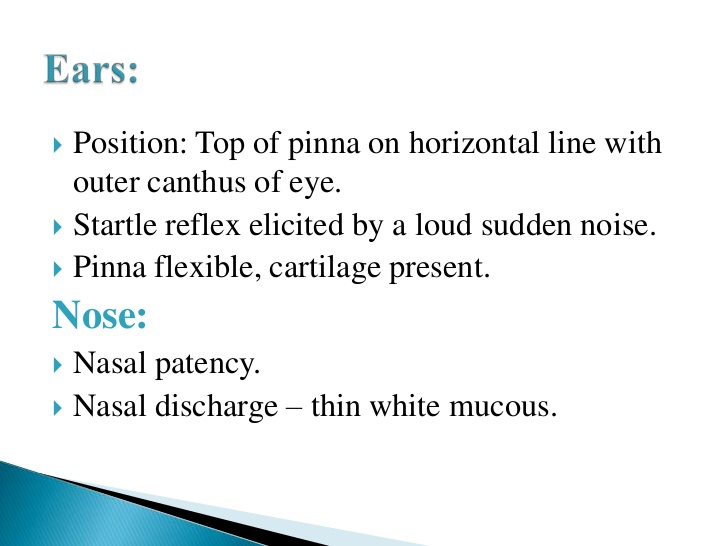 Ears:
Position: Top of pinna on horizontal line with
outer canthus of eye.
Startle reflex elicited by a loud sudden noise.
Pinna flexible, cartilage present.
Nose:
Nasal patency.
Nasal discharge – thin white mucous.